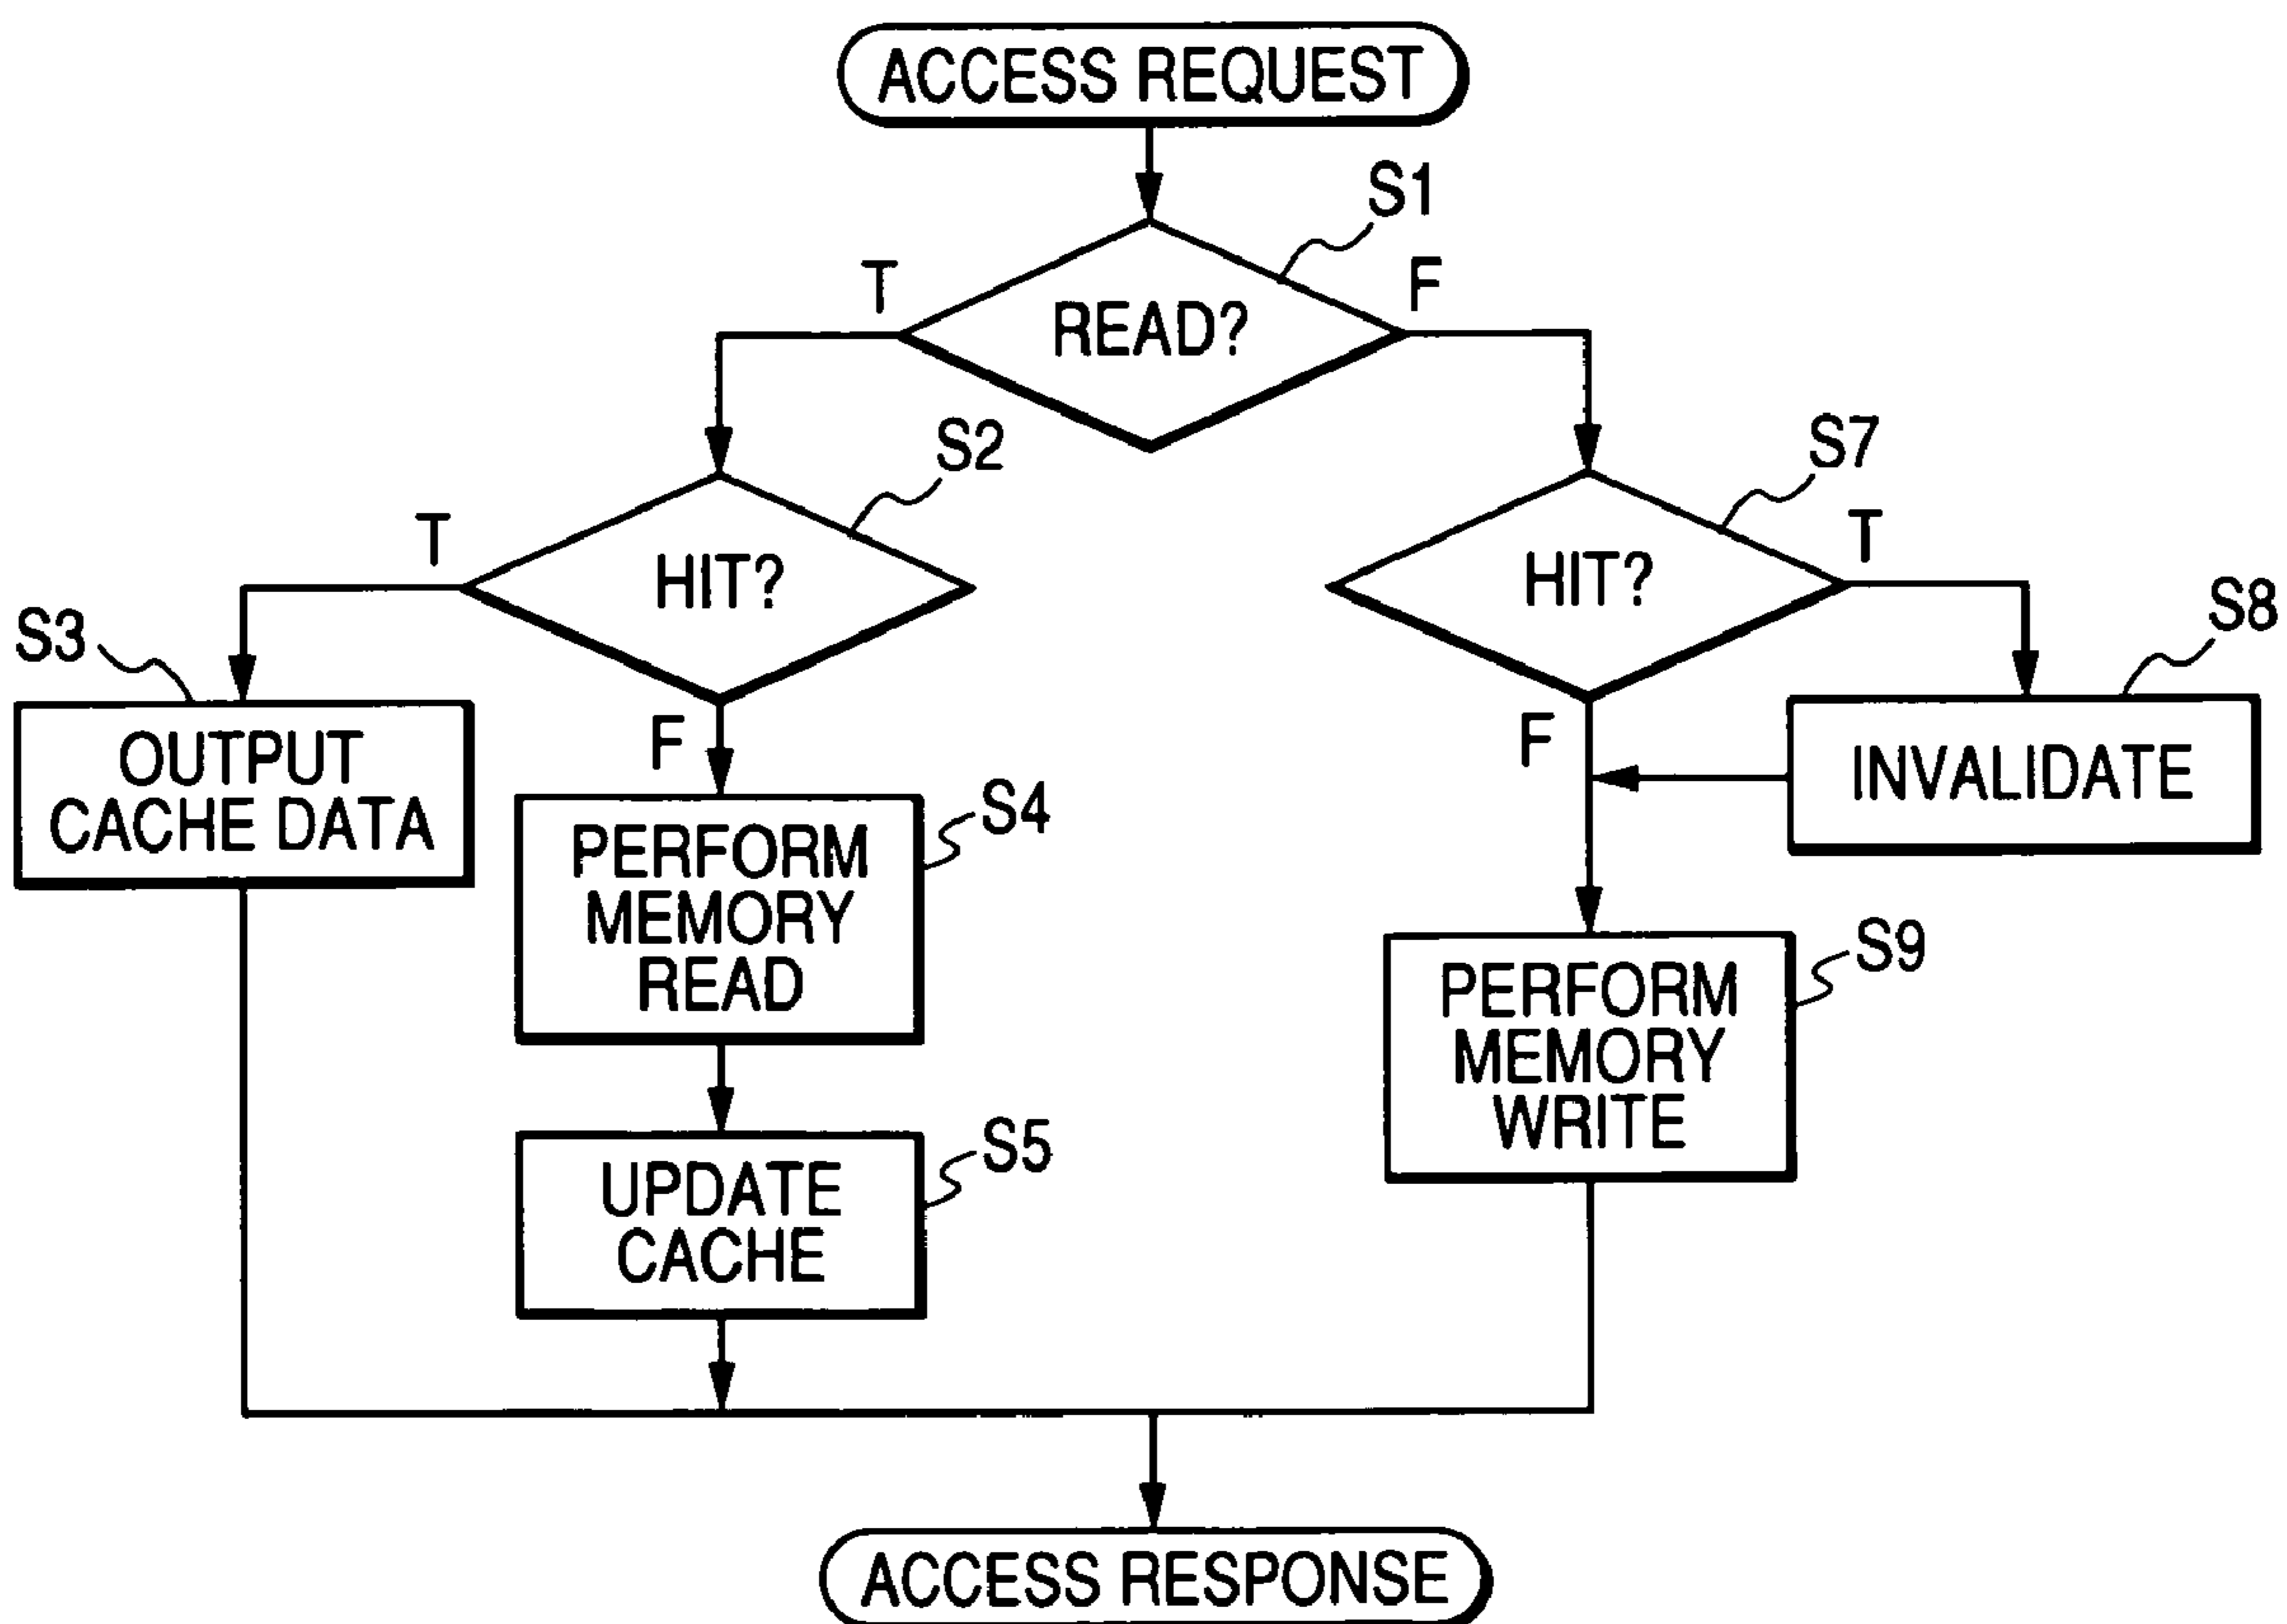 ACCESS REQUEST
S1
T
F
READ?
S2
S7
T
HIT?
HIT?
T
S3
S8
OUTPUT
CACHE DATA
F
F
INVALIDATE
S4
PERFORM
MEMORY
READ
S9
PERFORM
MEMORY
WRITE
S5
UPDATE
CACHE
ACCESS RESPONSE